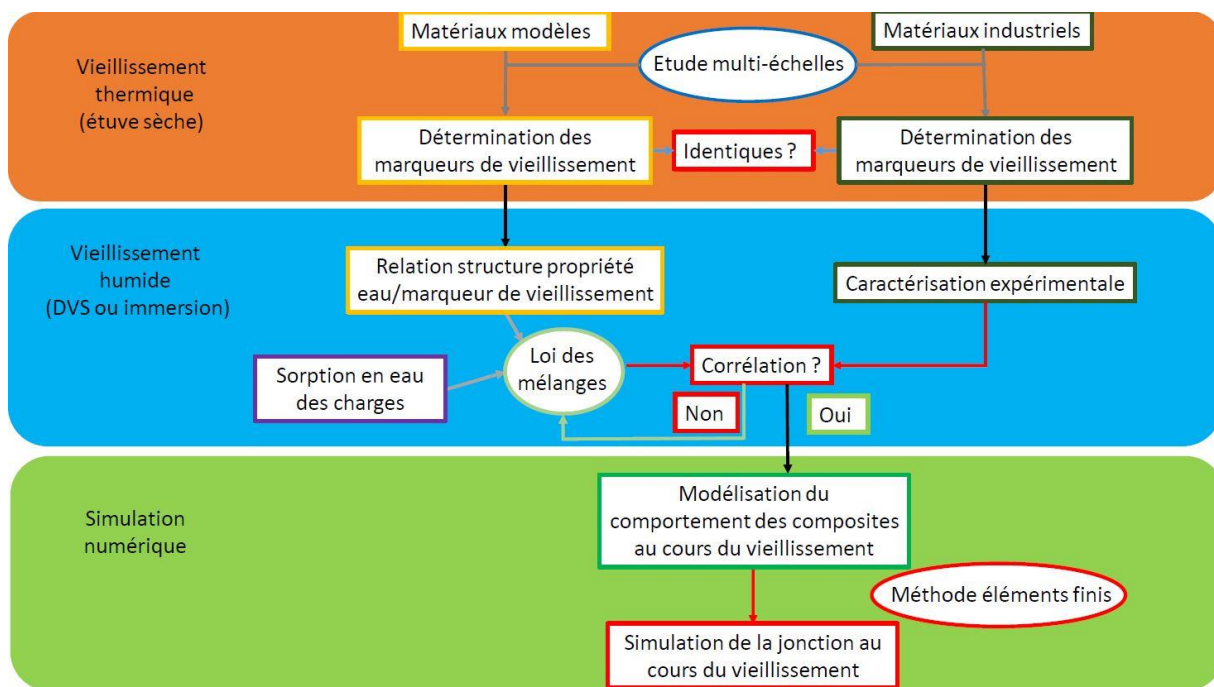 Matériaux modèles
Matériaux industriels
Etude multi-échelles
Vieillissement
thermique
(étuve sèche)
Détermination des
marqueurs de vieillissement
Identiques ?
Détermination des
marqueurs de vieillissement
Vieillissement
humide
(DVS ou immersion)
Relation structure propriété
eau/marqueur de vieillissement
Caractérisation expérimentale
Loi des
mélanges
Corrélation ?
Sorption en eau
des charges
Non
Oui
Simulation
numérique
Modélisation du
comportement des composites
au cours du vieillissement
Méthode éléments finis
Simulation de la jonction au
cours du vieillissement